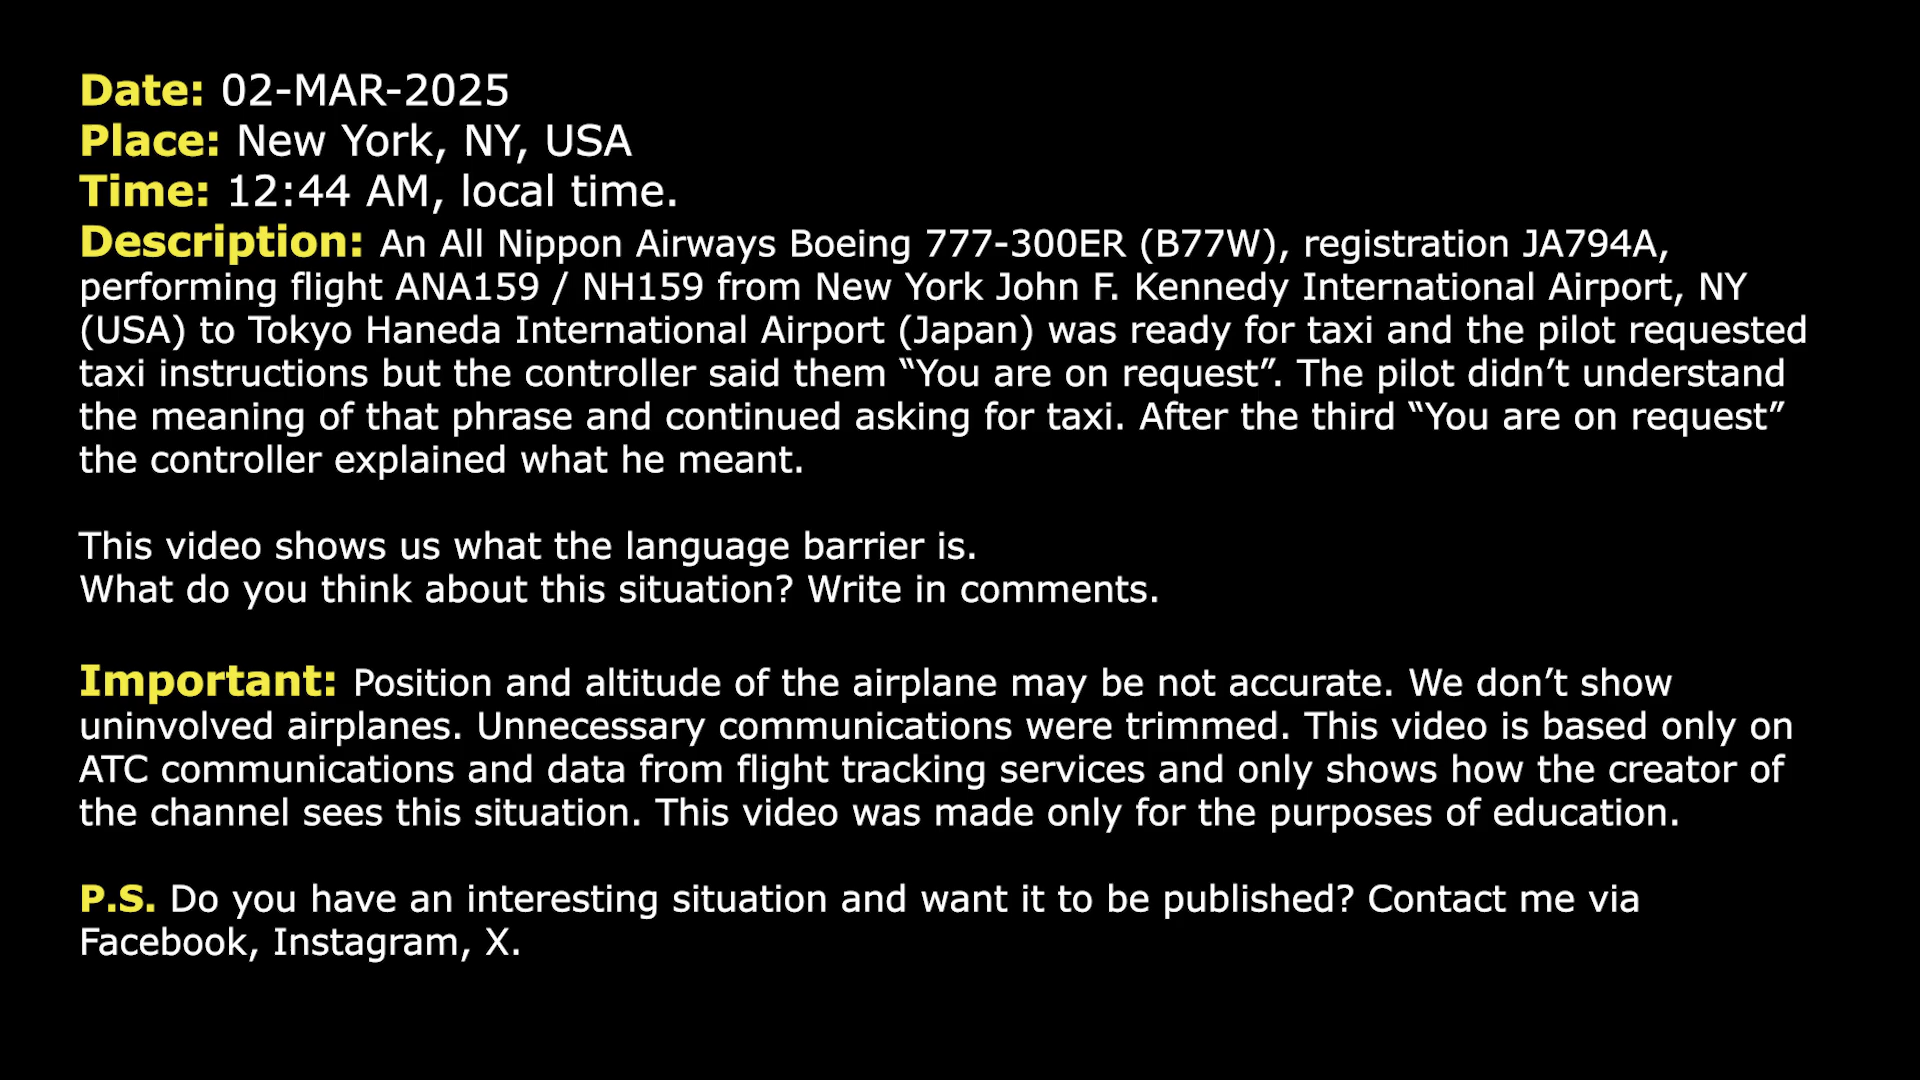 Date: 02-MAR-2025
Place: New York, NY, USA
Time: 12:44 AM, local time.
Description: An All Nippon Airways Boeing 777-300ER (B77W), registration JA794A,
performing flight ANA159 / NH159 from New York John F. Kennedy International Airport, NY
(USA) to Tokyo Haneda International Airport (Japan) was ready for taxi and the pilot requested
taxi instructions but the controller said them “You are on request”. The pilot didn’t understand
the meaning of that phrase and continued asking for taxi. After the third “You are on request”
the controller explained what he meant.
This video shows us what the language barrier is.
What do you think about this situation? Write in comments.
Important: Position and altitude of the airplane may be not accurate. We don’t show
uninvolved airplanes. Unnecessary communications were trimmed. This video is based only on
ATC communications and data from flight tracking services and only shows how the creator of
the channel sees this situation. This video was made only for the purposes of education.
P.S. Do you have an interesting situation and want it to be published? Contact me via
Facebook, Instagram, X.